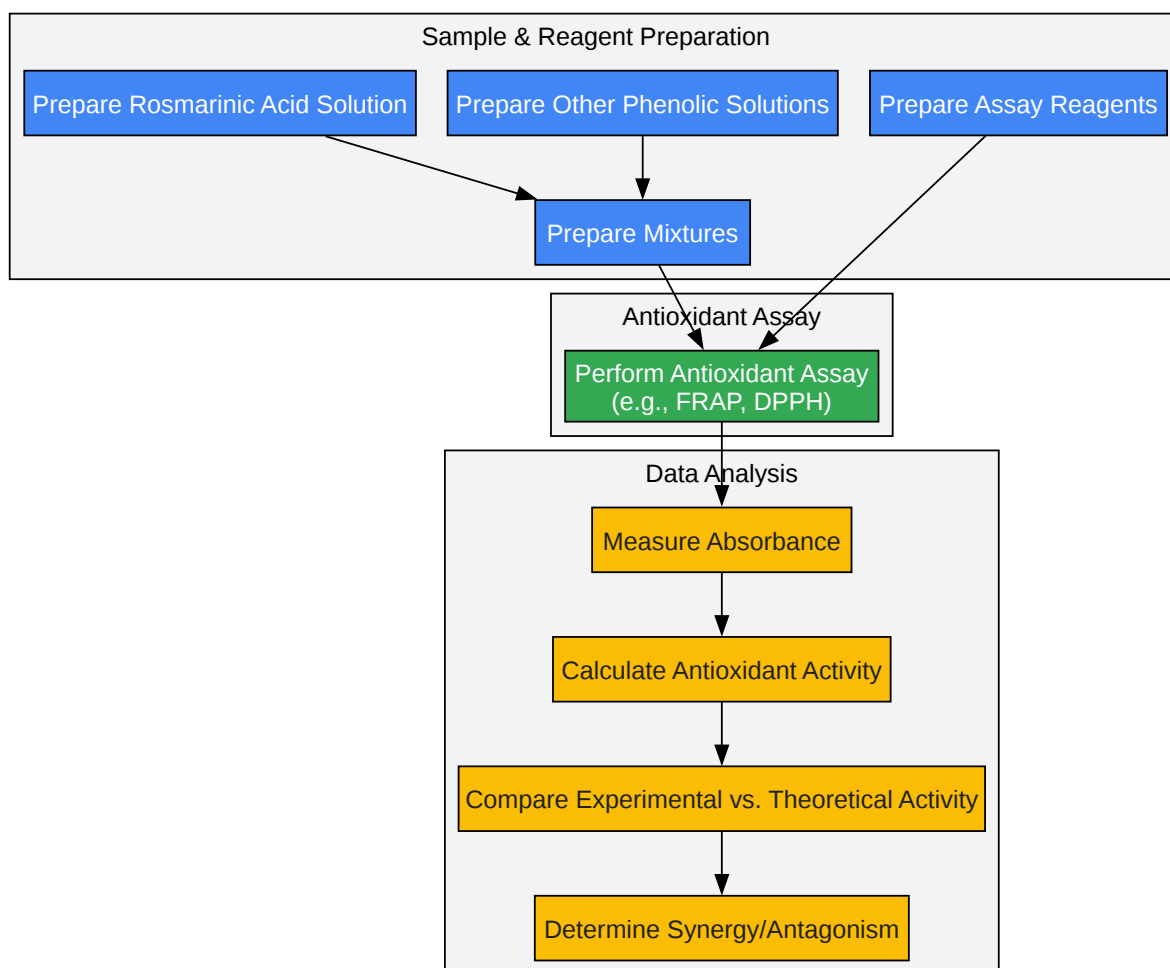 Sample & Reagent Preparation
Prepare Rosmarinic Acid Solution
Prepare Other Phenolic Solutions
Prepare Assay Reagents
Prepare Mixtures
Antioxidant Assay
Perform Antioxidant Assay
(e.g., FRAP, DPPH)
Data Analysis
Measure Absorbance
Calculate Antioxidant Activity
Compare Experimental vs. Theoretical Activity
Determine Synergy/Antagonism